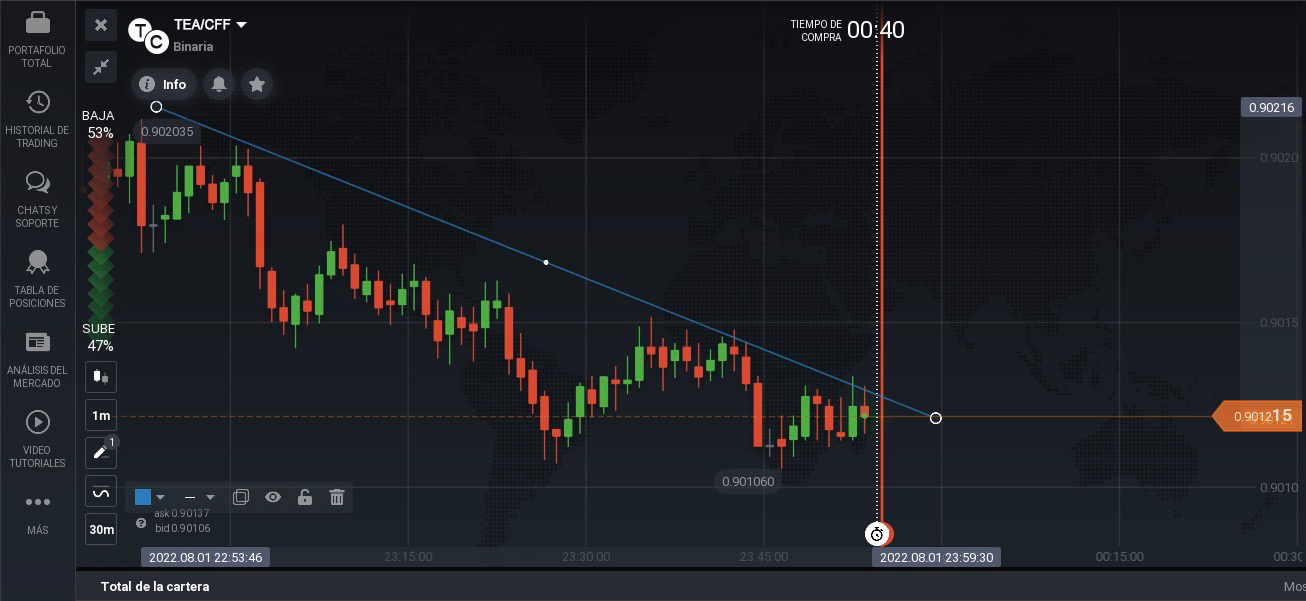 PORTAFOLIO
TOTAL
HISTORIAL DE
TRADING
CHATS Y
SOPORTE
TABLA DE
POSICIONES
ANÁLISIS DEL
MERCADO
VIDEO
TUTORIALES
MÁS
TC
TEA/CFF
Binaria
Info
TIEMPO DE
COMPRA
00:40
BAJA
53%
0.902035
0.90216
0.9020
0.9015
SUBE
47%
1m
0.901215
1
0.901060
0.9010
ask 0.90137
bid 0.90106
30m
2022.08.01 22:53:46
23:15:00
23:30:00
23:45:00
2022.08.01 23:59:30
00:15:00
00:30
Total de la cartera
Mos